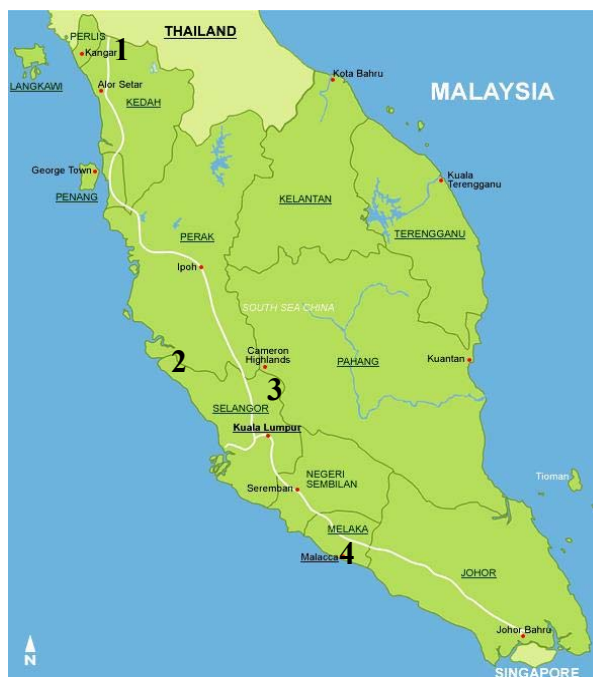 THAILAND
PERLIS
1
Kangar
Kota Bahru
LANGKAWI
Alor Setar
MALAYSIA
KEDAH
George Town
Kuala
Terengganu
PENANG
KELANTAN
TERENGGANU
PERAK
Ipoh
SOUTH SEA CHINA
2
Cameron
Highlands
PAHANG
Kuantan
3
SELANGOR
Kuala Lumpur
NEGERI
SEMBILAN
Tioman
Seremban
MELAKA
Malacca
4
JOHOR
Johor Bahru
N
SINGAPORE